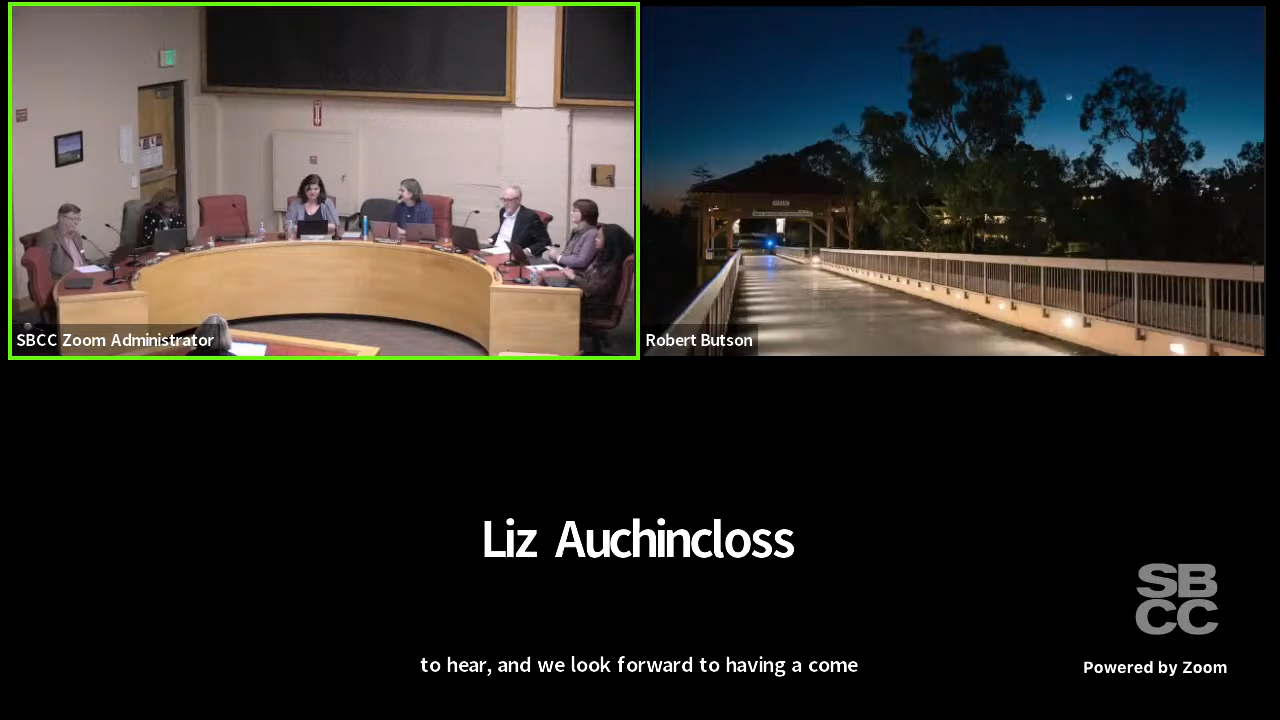 SBCC Zoom Administrator
Robert Butson
Liz Auchincloss
SB
CC
to hear, and we look forward to having a come
Powered by Zoom